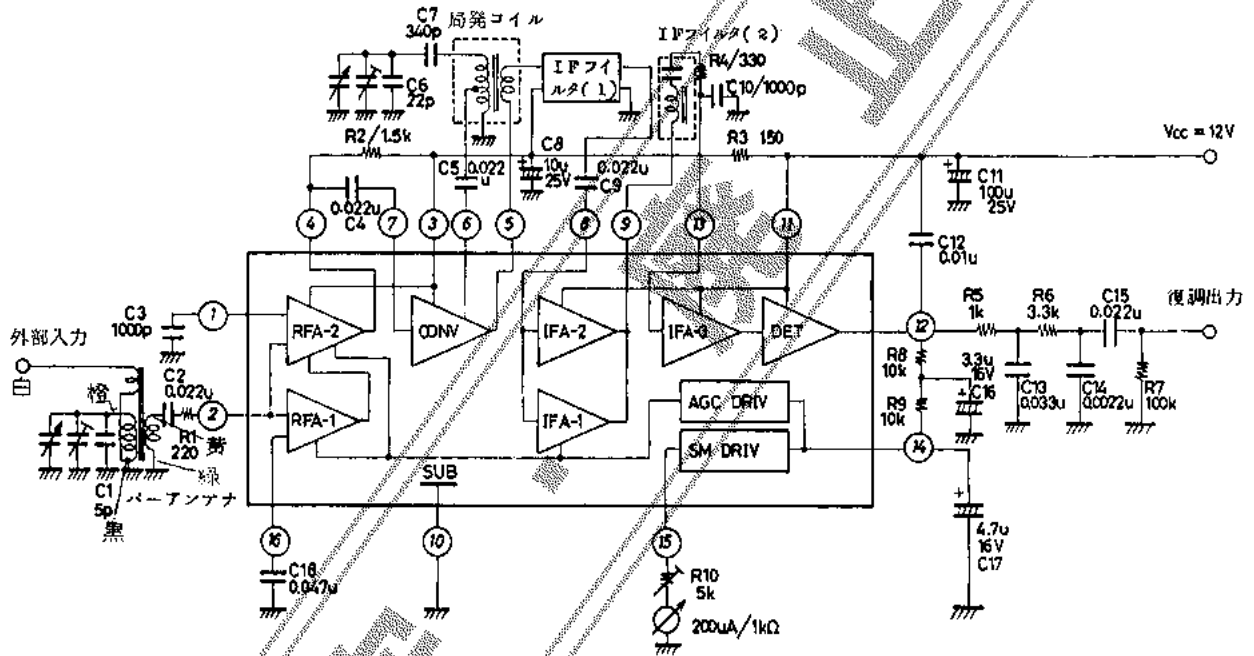 C7
340p
局発コイル
IFフィルタ(2)
R4/330
IFフィ
ルタ(1)
C10/1000p
C6
22p
R2/1.5k
C5 0.022
u
C8
10u
25V
0.022u
C9
R3 150
Vcc = 12V
C11
100u
25V
0.022u
C4
4
7
3
6
5
8
9
13
11
C12
0.01u
C3
1000p
1
RFA-2
CONV
IFA-2
IFA-3
DET
12
R5
1k
R6
3.3k
C15
0.022u
復調出力
外部入力
白
橙
C2
0.022u
2
R1
220
黄
緑
RFA-1
IFA-1
AGC DRIV
SM DRIV
R8
10k
R9
10k
3.3u
16V
C16
C13
0.033u
C14
0.0022u
R7
100k
14
C1
5p
黒
バーアンテナ
SUB
16
10
15
4.7u
16V
C17
C18
0.047u
R10
5k
200uA/1kΩ